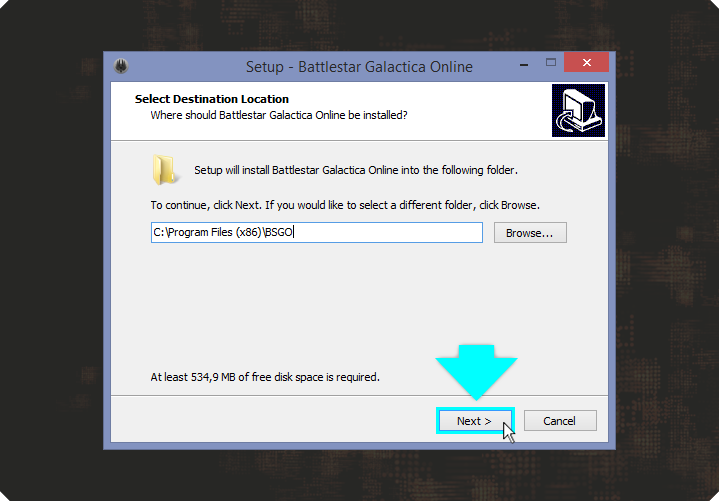 Setup - Battlestar Galactica Online
Select Destination Location
Where should Battlestar Galactica Online be installed?
Setup will install Battlestar Galactica Online into the following folder.
To continue, click Next. If you would like to select a different folder, click Browse.
C:\Program Files (x86)\BSGO
Browse...
At least 534,9 MB of free disk space is required.
Next >
Cancel